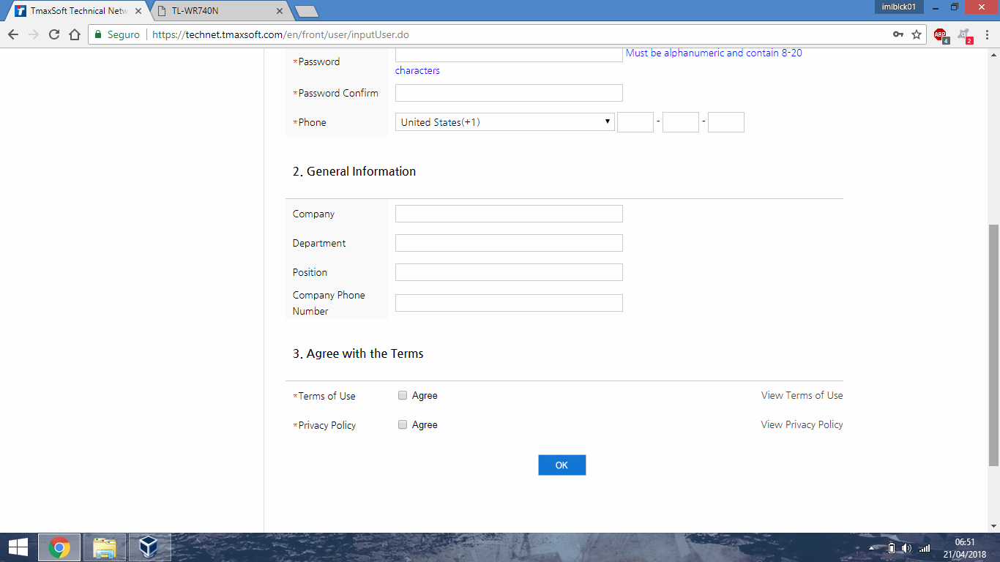 TmaxSoft Technical Netw
TL-WR740N
imlblck01
Seguro
https://technet.tmaxsoft.com/en/front/user/inputUser.do
ABP
4
2
*Password
Must be alphanumeric and contain 8-20
characters
*Password Confirm
*Phone
United States(+1)
- -
2. General Information
Company
Department
Position
Company Phone
Number
3. Agree with the Terms
*Terms of Use
Agree
View Terms of Use
*Privacy Policy
Agree
View Privacy Policy
OK
06:51
21/04/2018